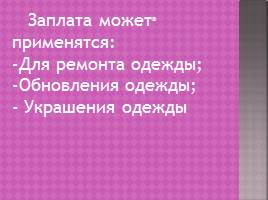 Заплата может
применятся:
-Для ремонта одежды;
-Обновления одежды;
- Украшения одежды